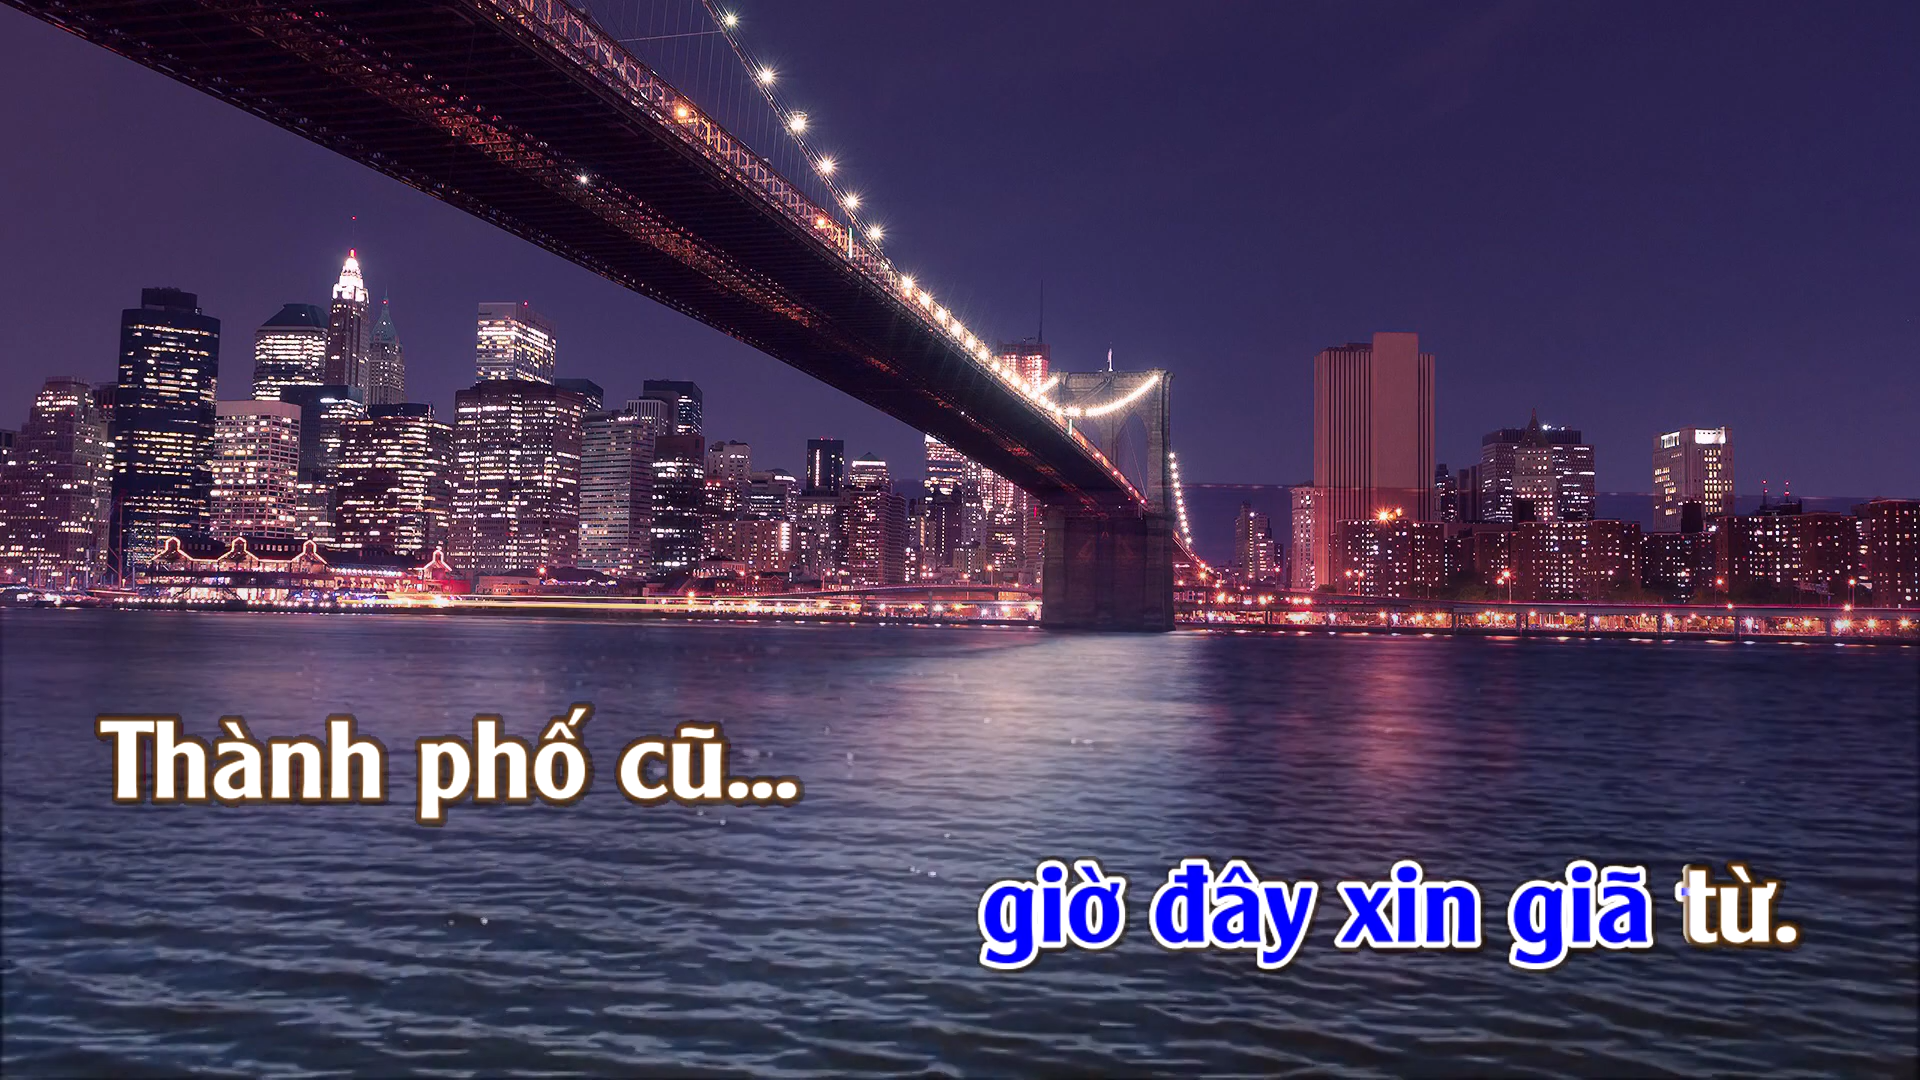 Thành phố cũ...
giờ đây xin giã từ.